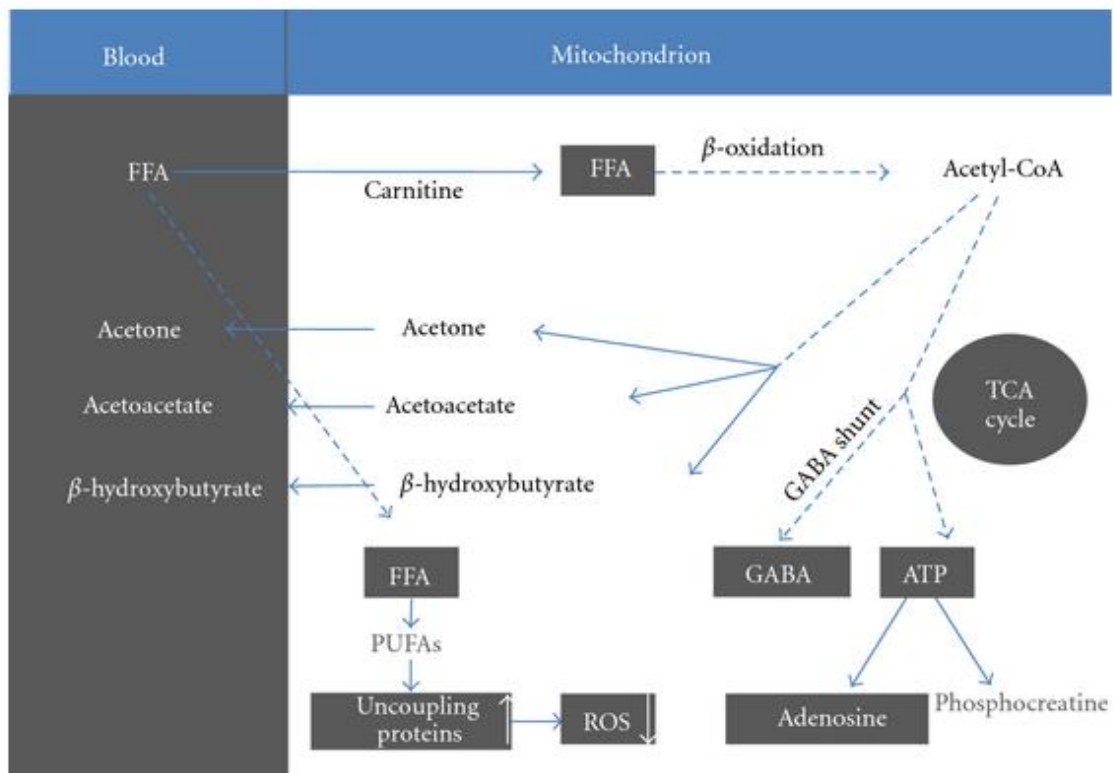 Blood
Mitochondrion
FFA
Carnitine
FFA
β-oxidation
Acetyl-CoA
Acetone
Acetone
Acetoacetate
Acetoacetate
β-hydroxybutyrate
β-hydroxybutyrate
TCA
cycle
GABA shunt
FFA
GABA
ATP
PUFAs
Uncoupling
proteins
ROS
Adenosine
Phosphocreatine